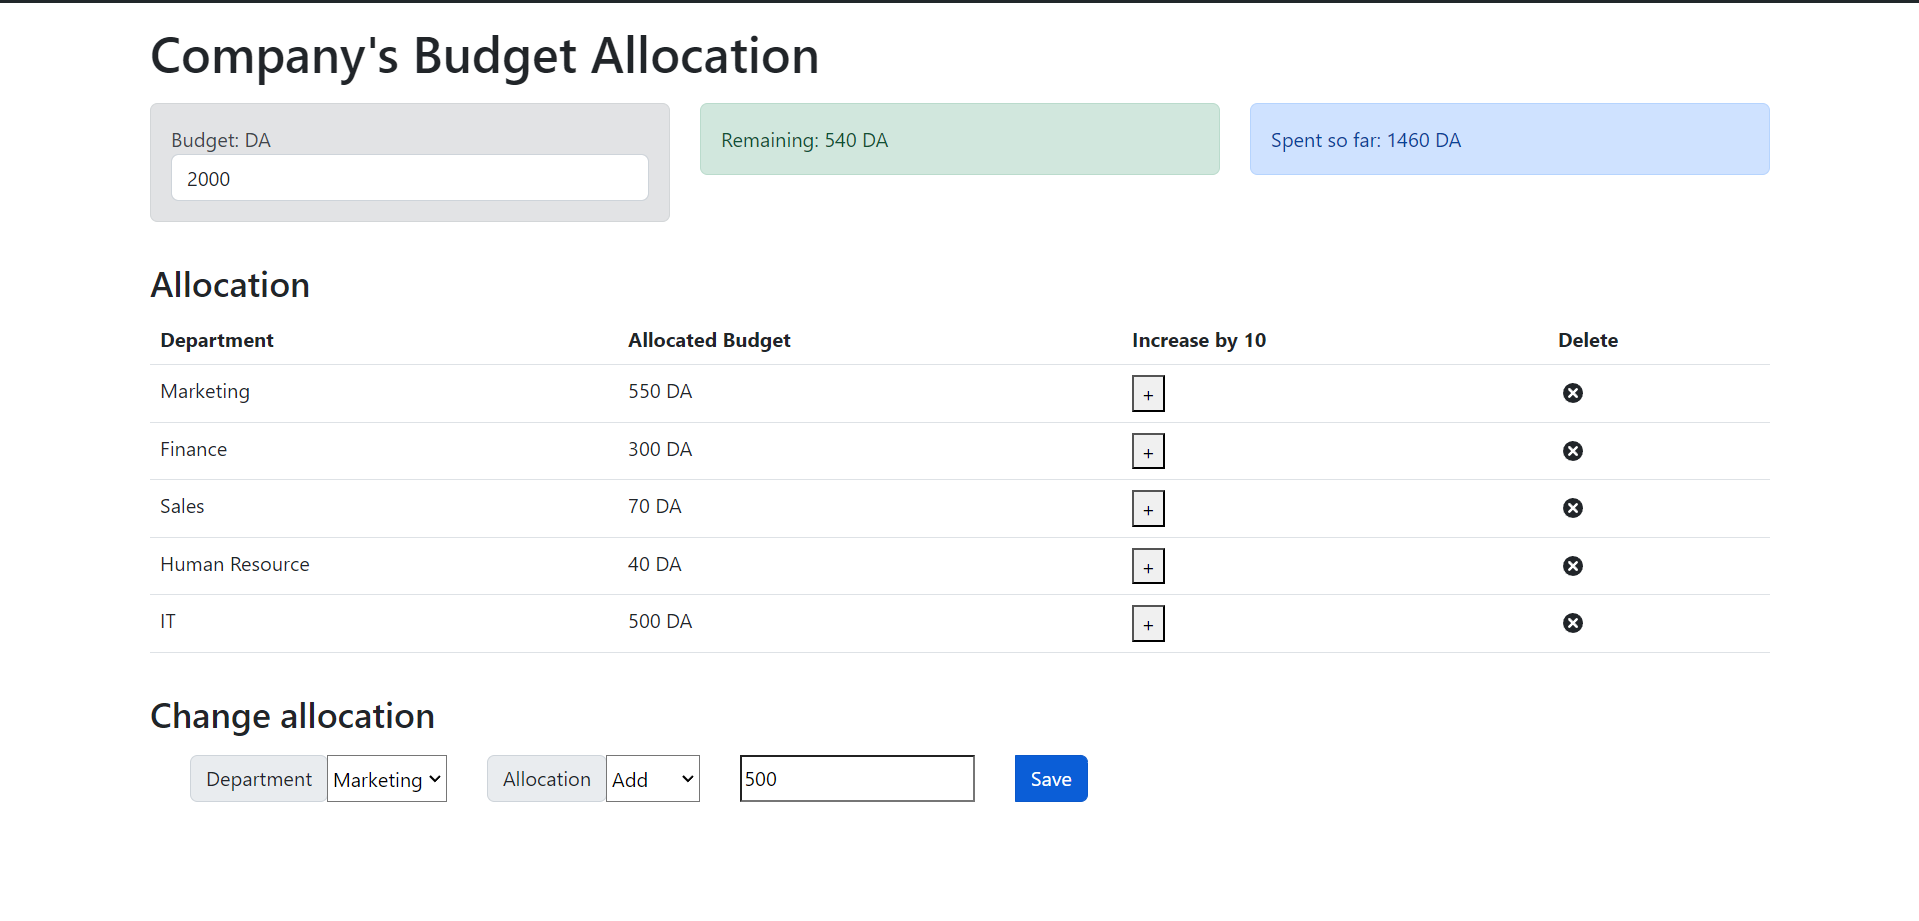 Company's Budget Allocation
Budget: DA
2000
Remaining: 540 DA
Spent so far: 1460 DA
Allocation
Department Allocated Budget Increase by 10 Delete
Marketing 550 DA +
Finance 300 DA +
Sales 70 DA +
Human Resource 40 DA +
IT 500 DA +
Change allocation
Department Marketing Allocation Add 500 Save